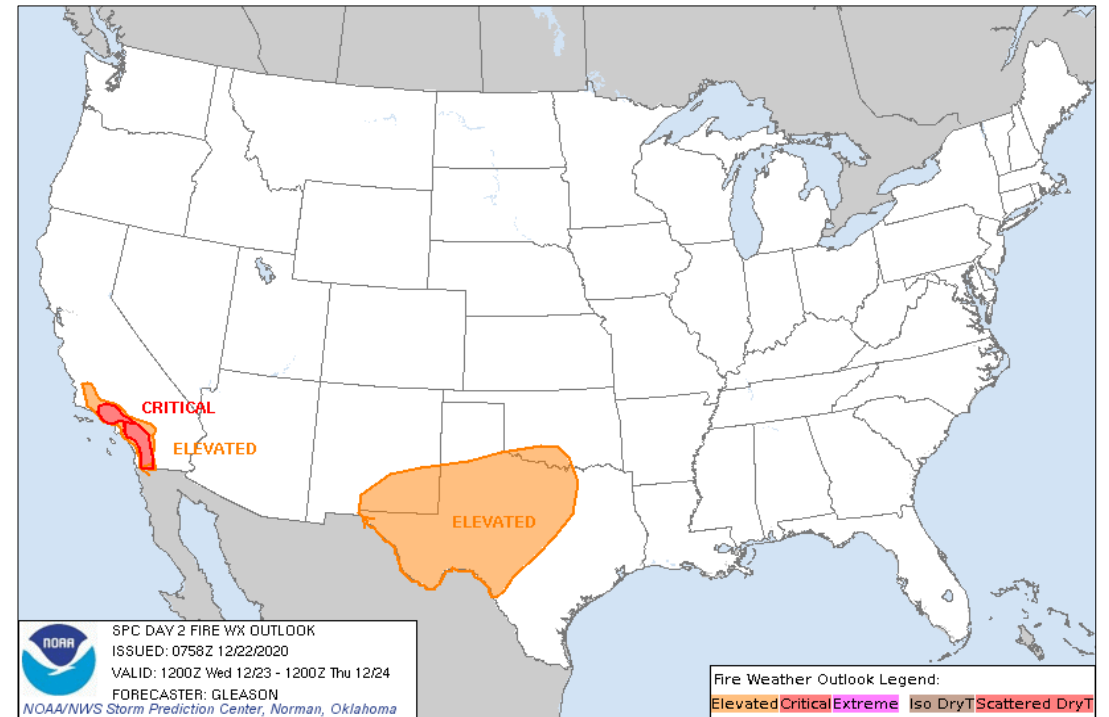 CRITICAL
ELEVATED
ELEVATED
NOAA
SPC DAY 2 FIRE WX OUTLOOK
ISSUED: 0758Z 12/22/2020
VALID: 1200Z Wed 12/23 - 1200Z Thu 12/24
FORECASTER: GLEASON
NOAA/NWS Storm Prediction Center, Norman, Oklahoma
Fire Weather Outlook Legend:
Elevated Critical Extreme Iso DryT Scattered DryT